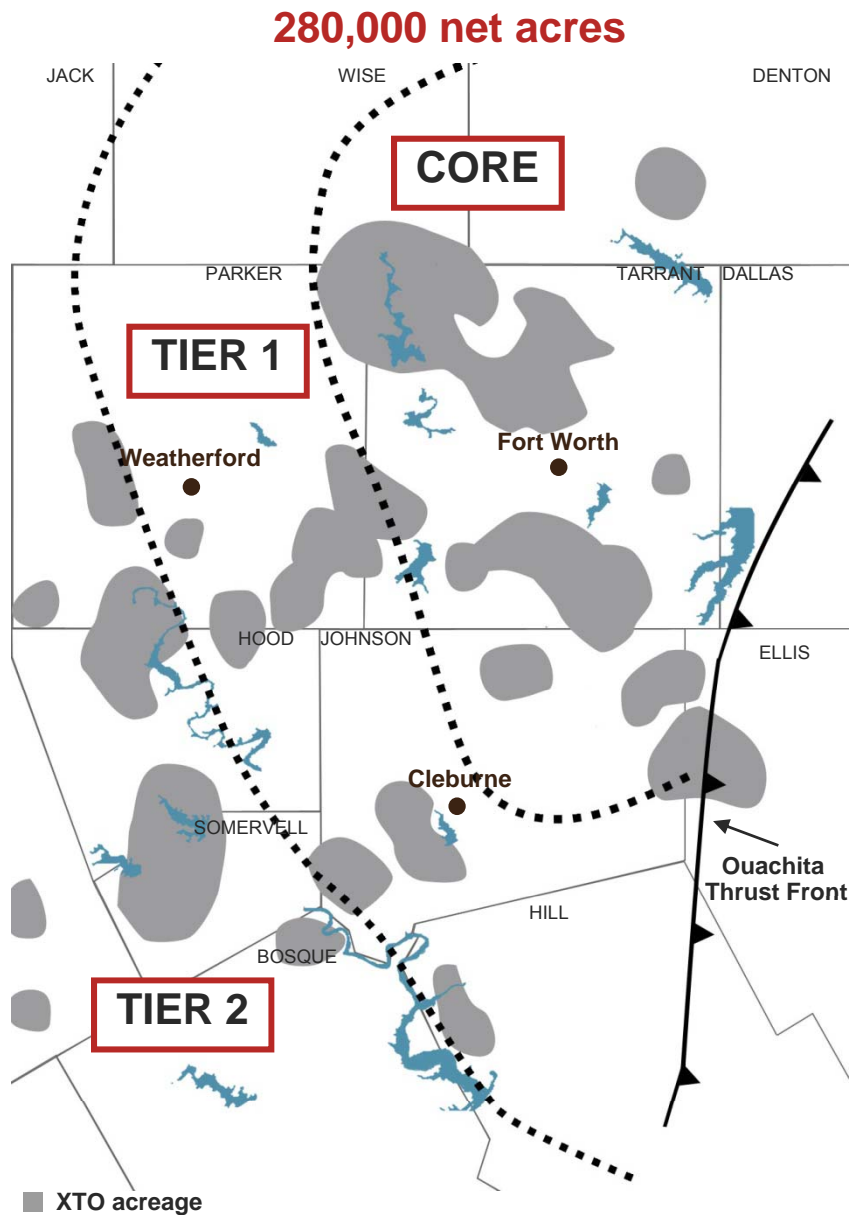 280,000 net acres
JACK
WISE
DENTON
CORE
PARKER
TARRANT
DALLAS
TIER 1
Fort Worth
Weatherford
HOOD
JOHNSON
ELLIS
Cleburne
SOMERVELL
Ouachita
Thrust Front
HILL
BOSQUE
TIER 2
XTO acreage